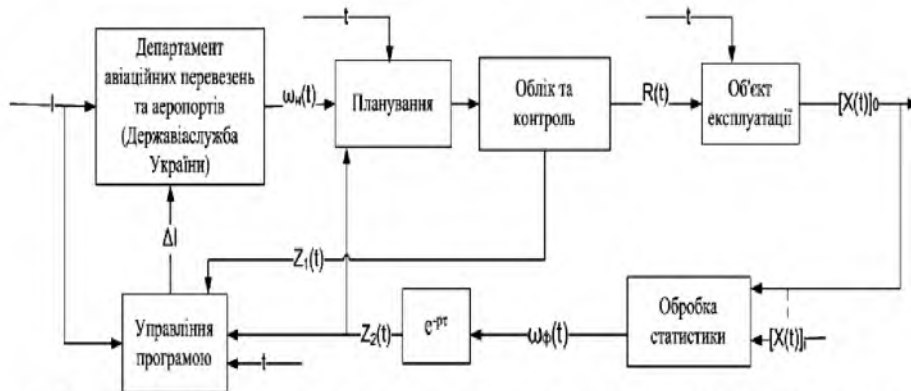 t
t
Департамент
авіаційних перевезень
та аеропортів
(Державіаслужба
України)
I
ωн(t)
Планування
Облік та
контроль
R(t)
Об'єкт
експлуатації
[X(t)]0
ΔI
Z1(t)
Управління
програмою
Z2(t)
e-pτ
ωф(t)
Обробка
статистики
[X(t)]I
t